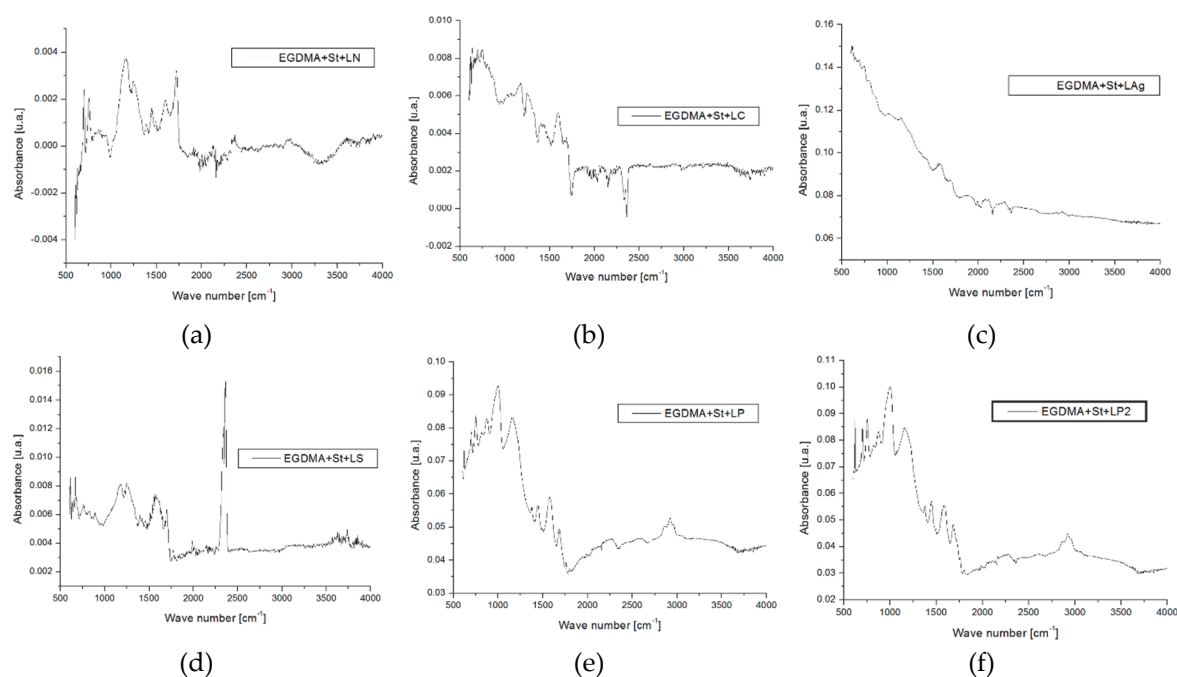 EGDMA+St+LN
0.004
0.002
0.000
-0.002
-0.004
Absorbance [u.a.]
500 1000 1500 2000 2500 3000 3500 4000
Wave number [cm-1]
(a)
EGDMA+St+LC
0.010
0.008
0.006
0.004
0.002
0.000
-0.002
Absorbance [u.a.]
500 1000 1500 2000 2500 3000 3500 4000
Wave number [cm-1]
(b)
EGDMA+St+LAg
0.16
0.14
0.12
0.10
0.08
0.06
Absorbance [u.a.]
500 1000 1500 2000 2500 3000 3500 4000
Wave number [cm-1]
(c)
EGDMA+St+LS
0.016
0.014
0.012
0.010
0.008
0.006
0.004
0.002
Absorbance [u.a.]
500 1000 1500 2000 2500 3000 3500 4000
Wave number [cm-1]
(d)
EGDMA+St+LP
0.10
0.09
0.08
0.07
0.06
0.05
0.04
0.03
Absorbance [u.a.]
500 1000 1500 2000 2500 3000 3500 4000
Wave number [cm-1]
(e)
EGDMA+St+LP2
0.11
0.10
0.09
0.08
0.07
0.06
0.05
0.04
0.03
0.02
Absorbance [u.a.]
500 1000 1500 2000 2500 3000 3500 4000
Wave number [cm-1]
(f)